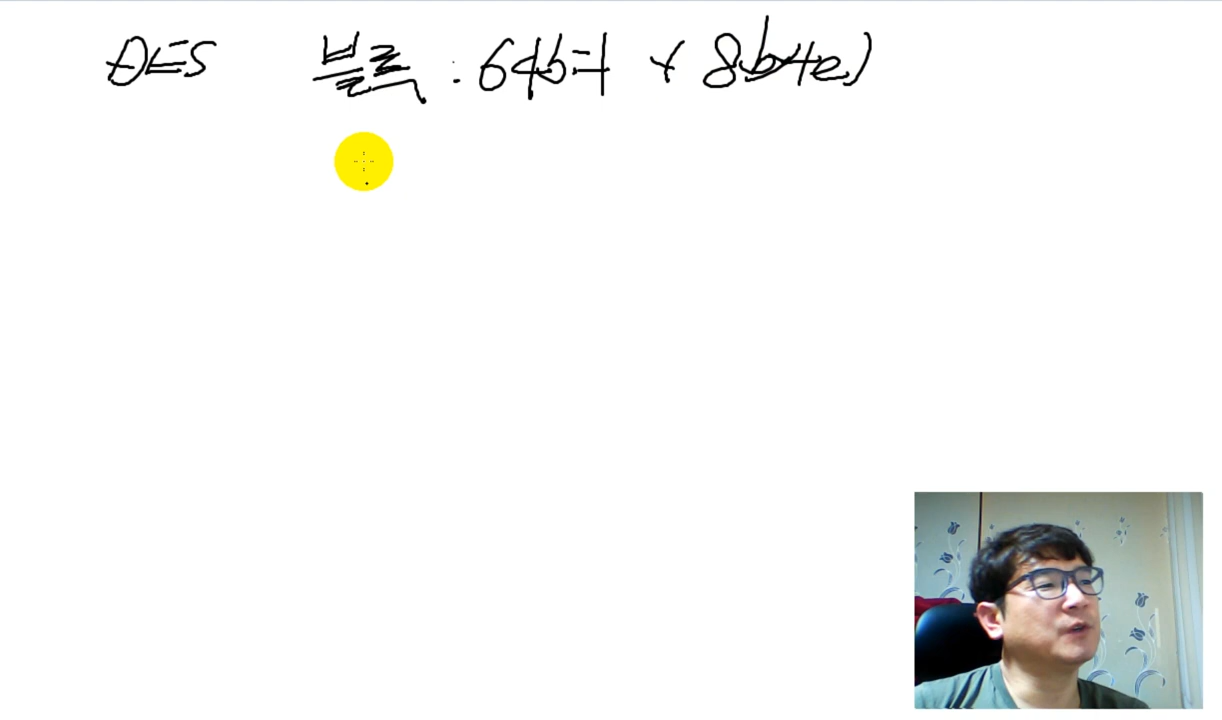 DES 블록 : 64bit (8byte)